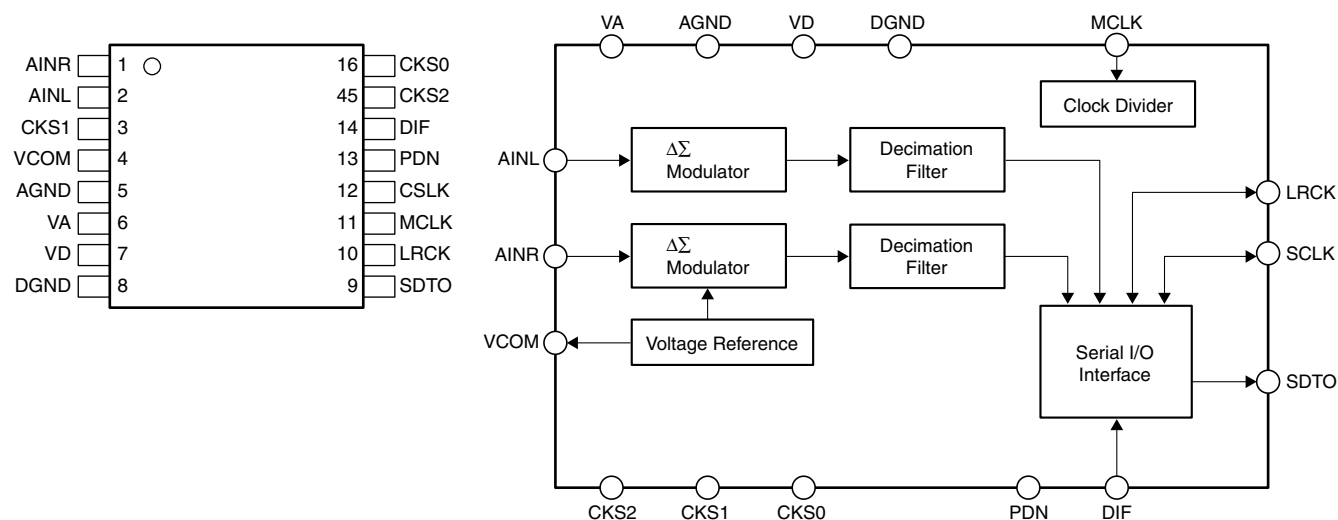 AINR 1 16 CKS0
AINL 2 45 CKS2
CKS1 3 14 DIF
VCOM 4 13 PDN
AGND 5 12 CSLK
VA 6 11 MCLK
VD 7 10 LRCK
DGND 8 9 SDTO
VA AGND VD DGND MCLK
Clock Divider
AINL
ΔΣ
Modulator
Decimation
Filter
LRCK
AINR
ΔΣ
Modulator
Decimation
Filter
SCLK
VCOM
Voltage Reference
Serial I/O
Interface
SDTO
CKS2 CKS1 CKS0 PDN DIF